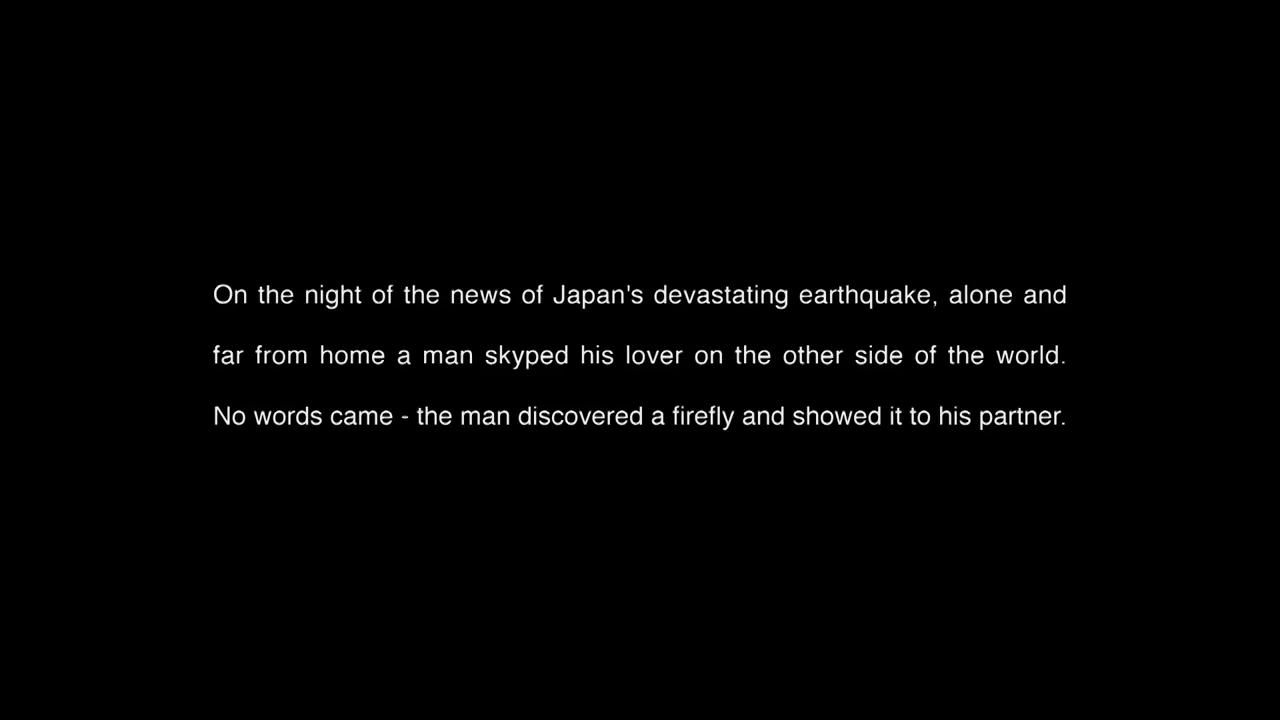 On the night of the news of Japan's devastating earthquake, alone and
far from home a man skyped his lover on the other side of the world.
No words came - the man discovered a firefly and showed it to his partner.